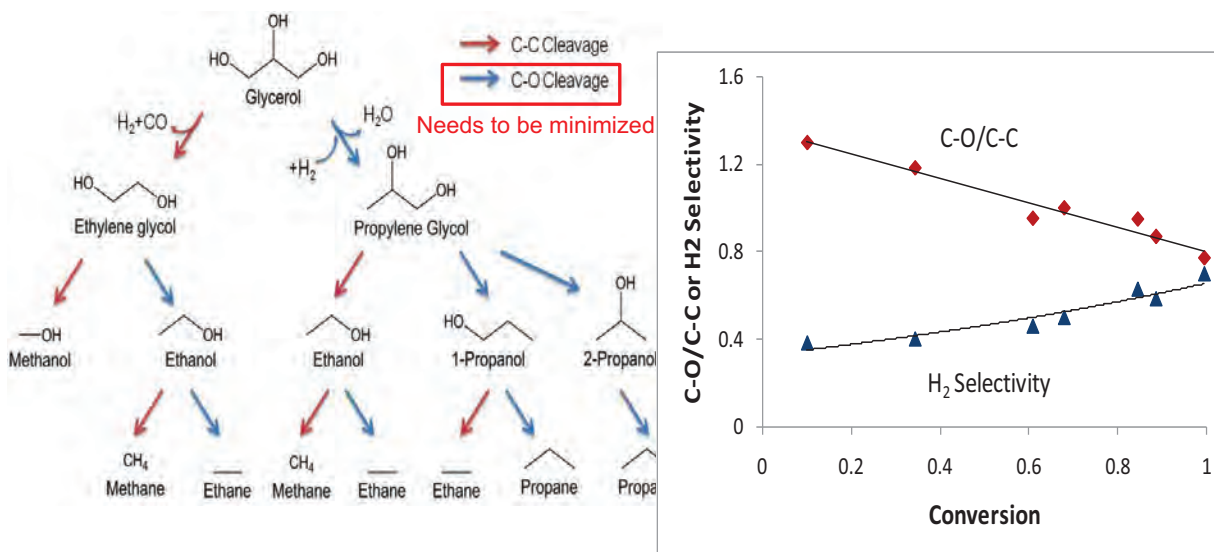 OH
HO
OH
Glycerol
C-C Cleavage
C-O Cleavage
Needs to be minimized
H₂+CO
H₂O
+H₂
HO
OH
Ethylene glycol
OH
OH
Propylene Glycol
OH
Methanol
OH
Ethanol
OH
Ethanol
HO
1-Propanol
OH
2-Propanol
CH₄
Methane
Ethane
CH₄
Methane
Ethane
Ethane
Propane
Propa
C-O/C-C or H2 Selectivity
1.6
1.2
0.8
0.4
0
C-O/C-C
H₂ Selectivity
0
0.2
0.4
0.6
0.8
1
Conversion